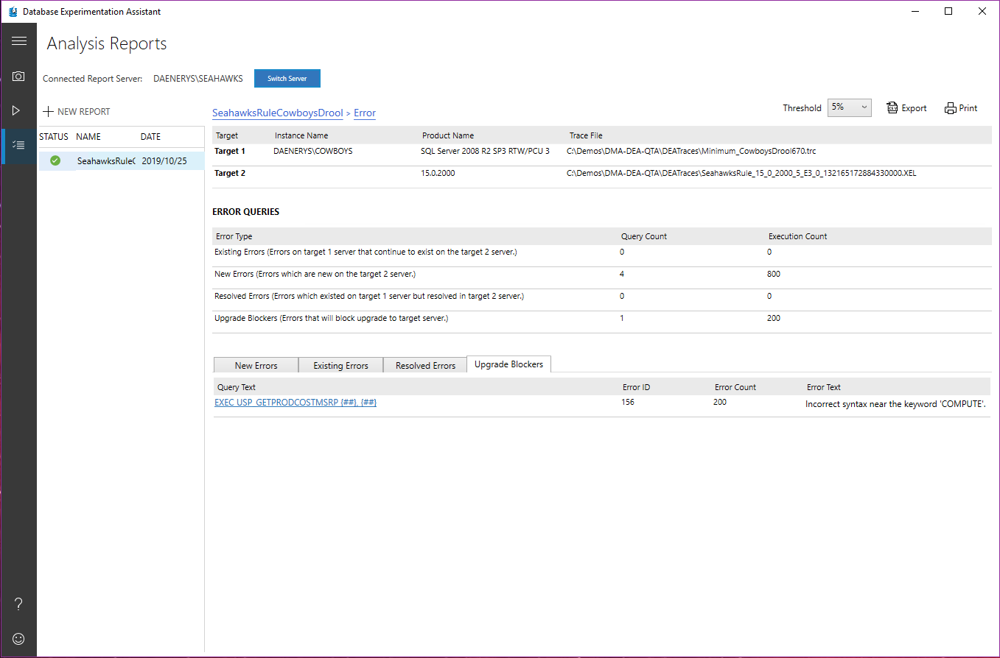 Database Experimentation Assistant
Analysis Reports
Connected Report Server: DAENERYS\SEAHAWKS Switch Server
NEW REPORT
STATUS NAME DATE
SeahawksRule 2019/10/25
SeahawksRuleCowboysDrool > Error
Threshold 5% Export Print
Target Instance Name Product Name Trace File
Target 1 DAENERYS\COWBOYS SQL Server 2008 R2 SP3 RTW/PCU 3 C:\Demos\DMA-DEA-QTA\DEATraces\Minimum_CowboysDrool670.trc
Target 2 15.0.2000 C:\Demos\DMA-DEA-QTA\DEATraces\SeahawksRule_15_0_2000_5_E3_0_132165172884330000.XEL
ERROR QUERIES
Error Type Query Count Execution Count
Existing Errors (Errors on target 1 server that continue to exist on the target 2 server.) 0 0
New Errors (Errors which are new on the target 2 server.) 4 800
Resolved Errors (Errors which existed on target 1 server but resolved in target 2 server.) 0 0
Upgrade Blockers (Errors that will block upgrade to target server.) 1 200
New Errors Existing Errors Resolved Errors Upgrade Blockers
Query Text Error ID Error Count Error Text
EXEC USP_GETPRODCOSTMSRP {##}, {##} 156 200 Incorrect syntax near the keyword 'COMPUTE'.